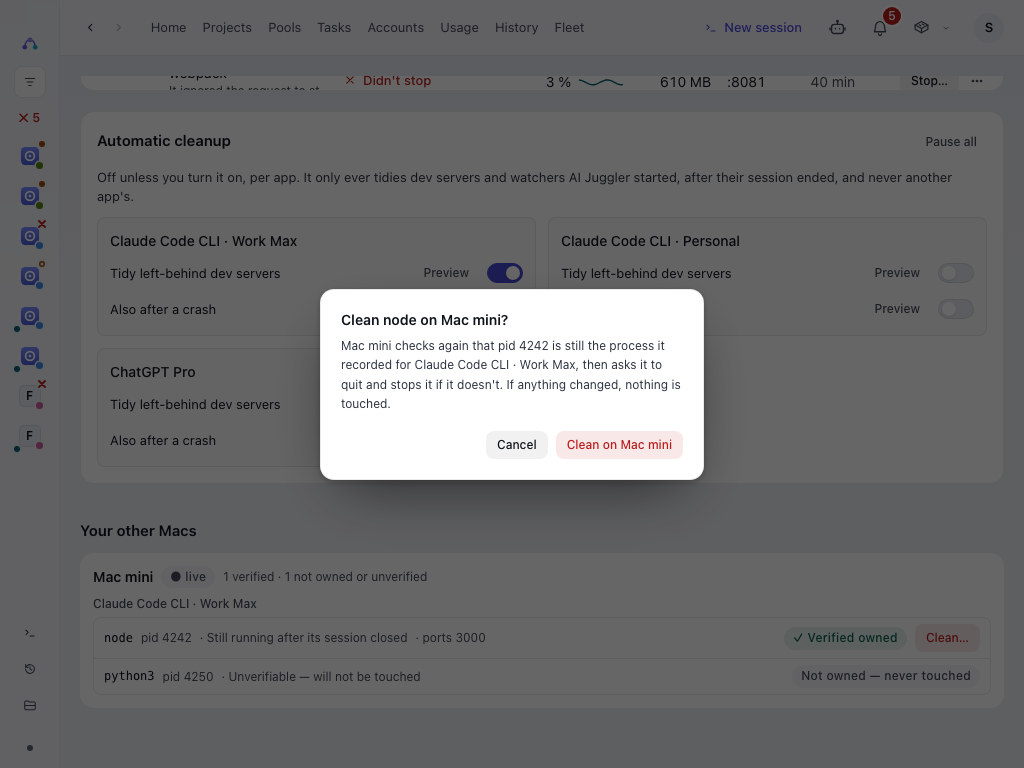 Home Projects Pools Tasks Accounts Usage History Fleet New session 5 S
5
webpack Didn't stop 3 % 610 MB :8081 40 min Stop...
Automatic cleanup Pause all
Off unless you turn it on, per app. It only ever tidies dev servers and watchers AI Juggler started, after their session ended, and never another
app's.
Claude Code CLI · Work Max
Tidy left-behind dev servers Preview
Also after a crash
Claude Code CLI · Personal
Tidy left-behind dev servers Preview
Preview
ChatGPT Pro
Tidy left-behind dev servers
Also after a crash
F
F
Clean node on Mac mini?
Mac mini checks again that pid 4242 is still the process it
recorded for Claude Code CLI · Work Max, then asks it to
quit and stops it if it doesn't. If anything changed, nothing is
touched.
Cancel Clean on Mac mini
Your other Macs
Mac mini live 1 verified · 1 not owned or unverified
Claude Code CLI · Work Max
node pid 4242 · Still running after its session closed · ports 3000 ✓ Verified owned Clean...
python3 pid 4250 · Unverifiable — will not be touched Not owned — never touched